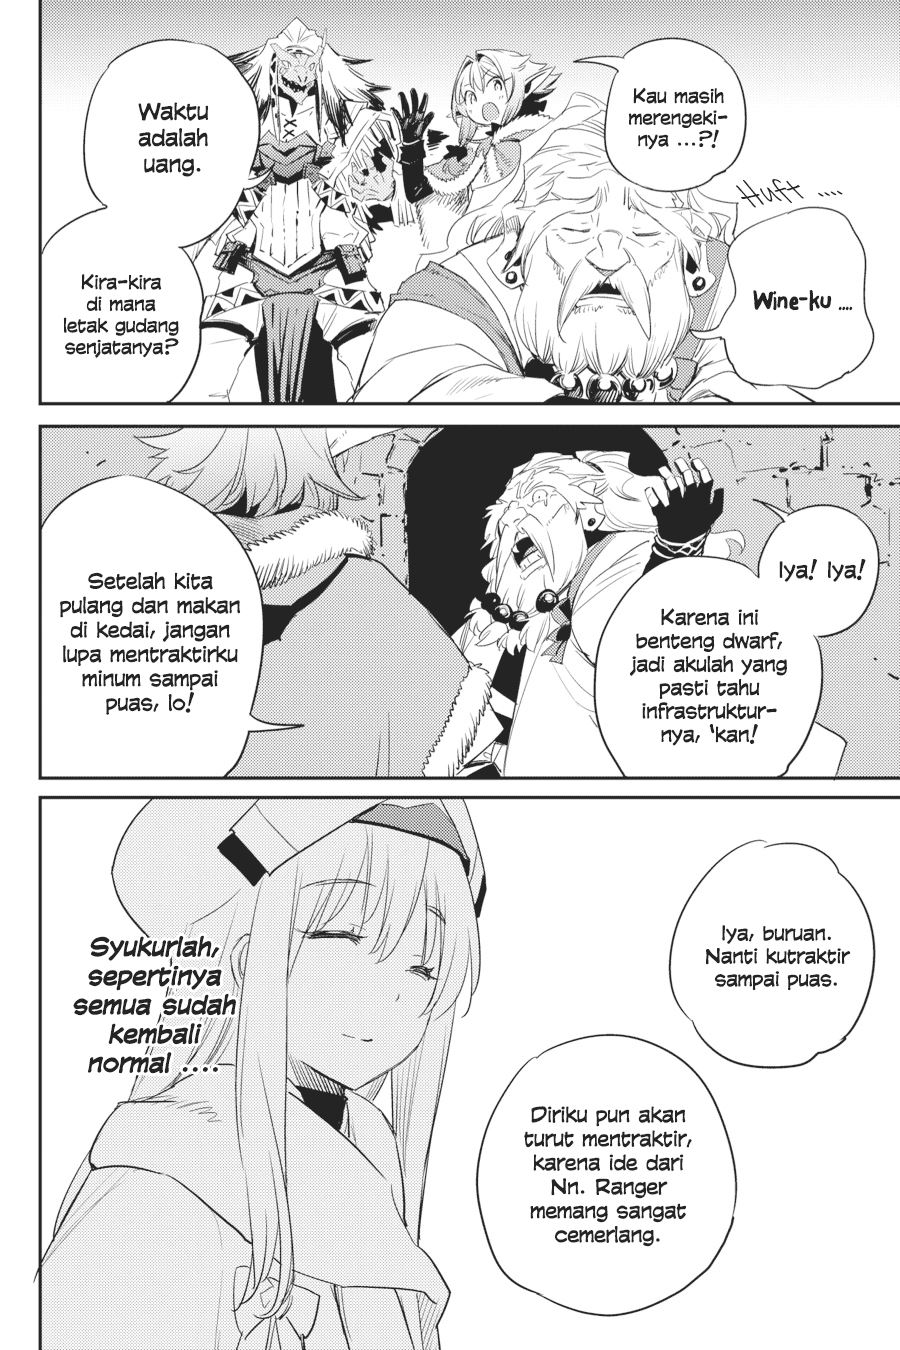 Kau masih
merengeki-
nya ...?!
Huft ....
Wine-ku ....
Waktu
adalah
uang.
Kira-kira
di mana
letak gudang
senjatanya?
Iya! Iya!
Karena ini
benteng dwarf,
jadi akulah yang
pasti tahu
infrastruktur-
nya, 'kan!
Setelah kita
pulang dan makan
di kedai, jangan
lupa mentraktirku
minum sampai
puas, lo!
Iya, buruan.
Nanti kutraktir
sampai puas.
Diriku pun akan
turut mentraktir,
karena ide dari
Nn. Ranger
memang sangat
cemerlang.
Syukurlah,
sepertinya
semua sudah
kembali
normal ....